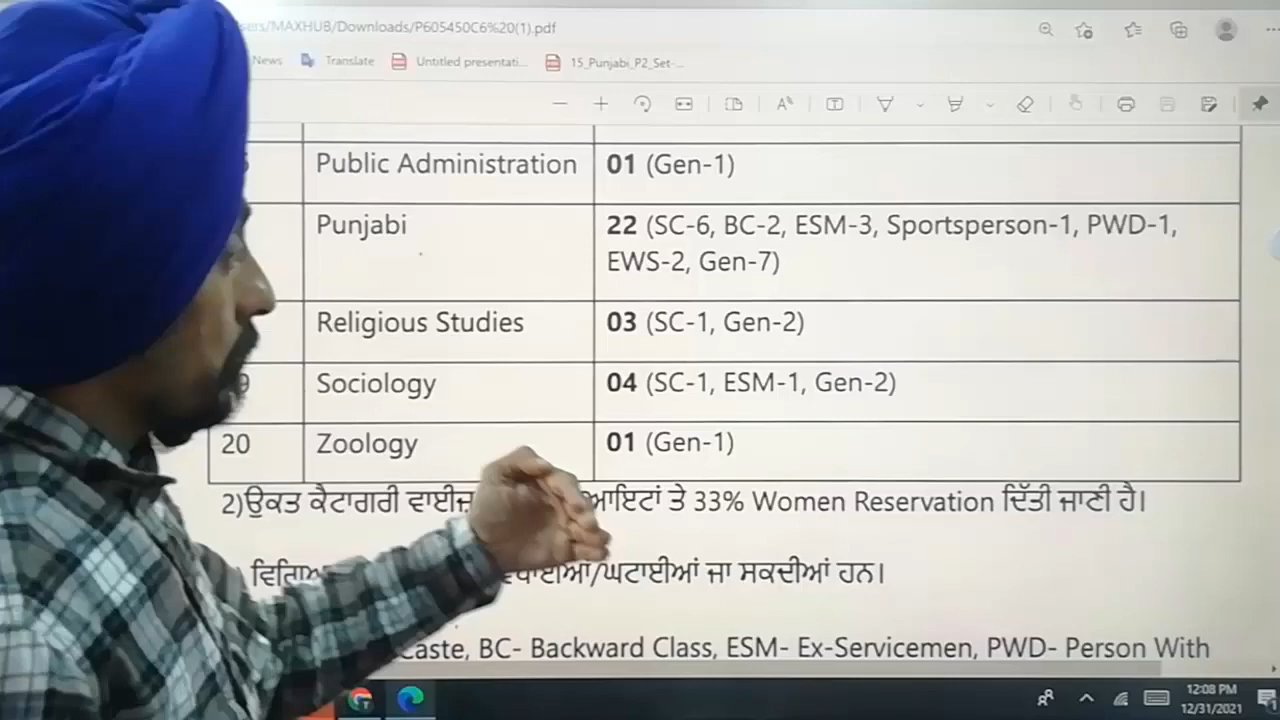 ers/MAXHUB/Downloads/P605450C6%20(1).pdf
News Translate Untitled presentati... 15_Punjabi_P2_Set-...
Public Administration 01 (Gen-1)
Punjabi 22 (SC-6, BC-2, ESM-3, Sportsperson-1, PWD-1,
EWS-2, Gen-7)
Religious Studies 03 (SC-1, Gen-2)
9 Sociology 04 (SC-1, ESM-1, Gen-2)
20 Zoology 01 (Gen-1)
2)ਉਕਤ ਕੈਟਾਗਰੀ ਵਾਈਜ਼ ਤੇ 33% Women Reservation ਦਿੱਤੀ ਜਾਣੀ ਹੈ।
/ਘਟਾਈਆਂ ਜਾ ਸਕਦੀਆਂ ਹਨ।
Caste, BC- Backward Class, ESM- Ex-Servicemen, PWD- Person With
12:08 PM
12/31/2021